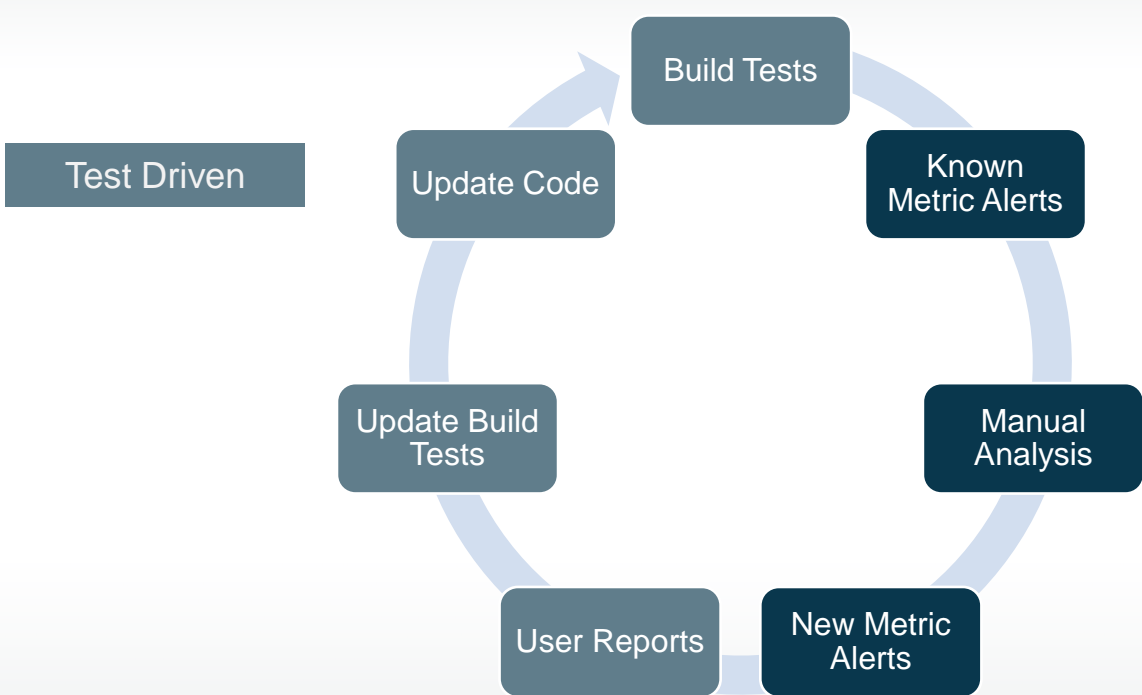 Test Driven
Build Tests
Known
Metric Alerts
Manual
Analysis
New Metric
Alerts
User Reports
Update Build
Tests
Update Code